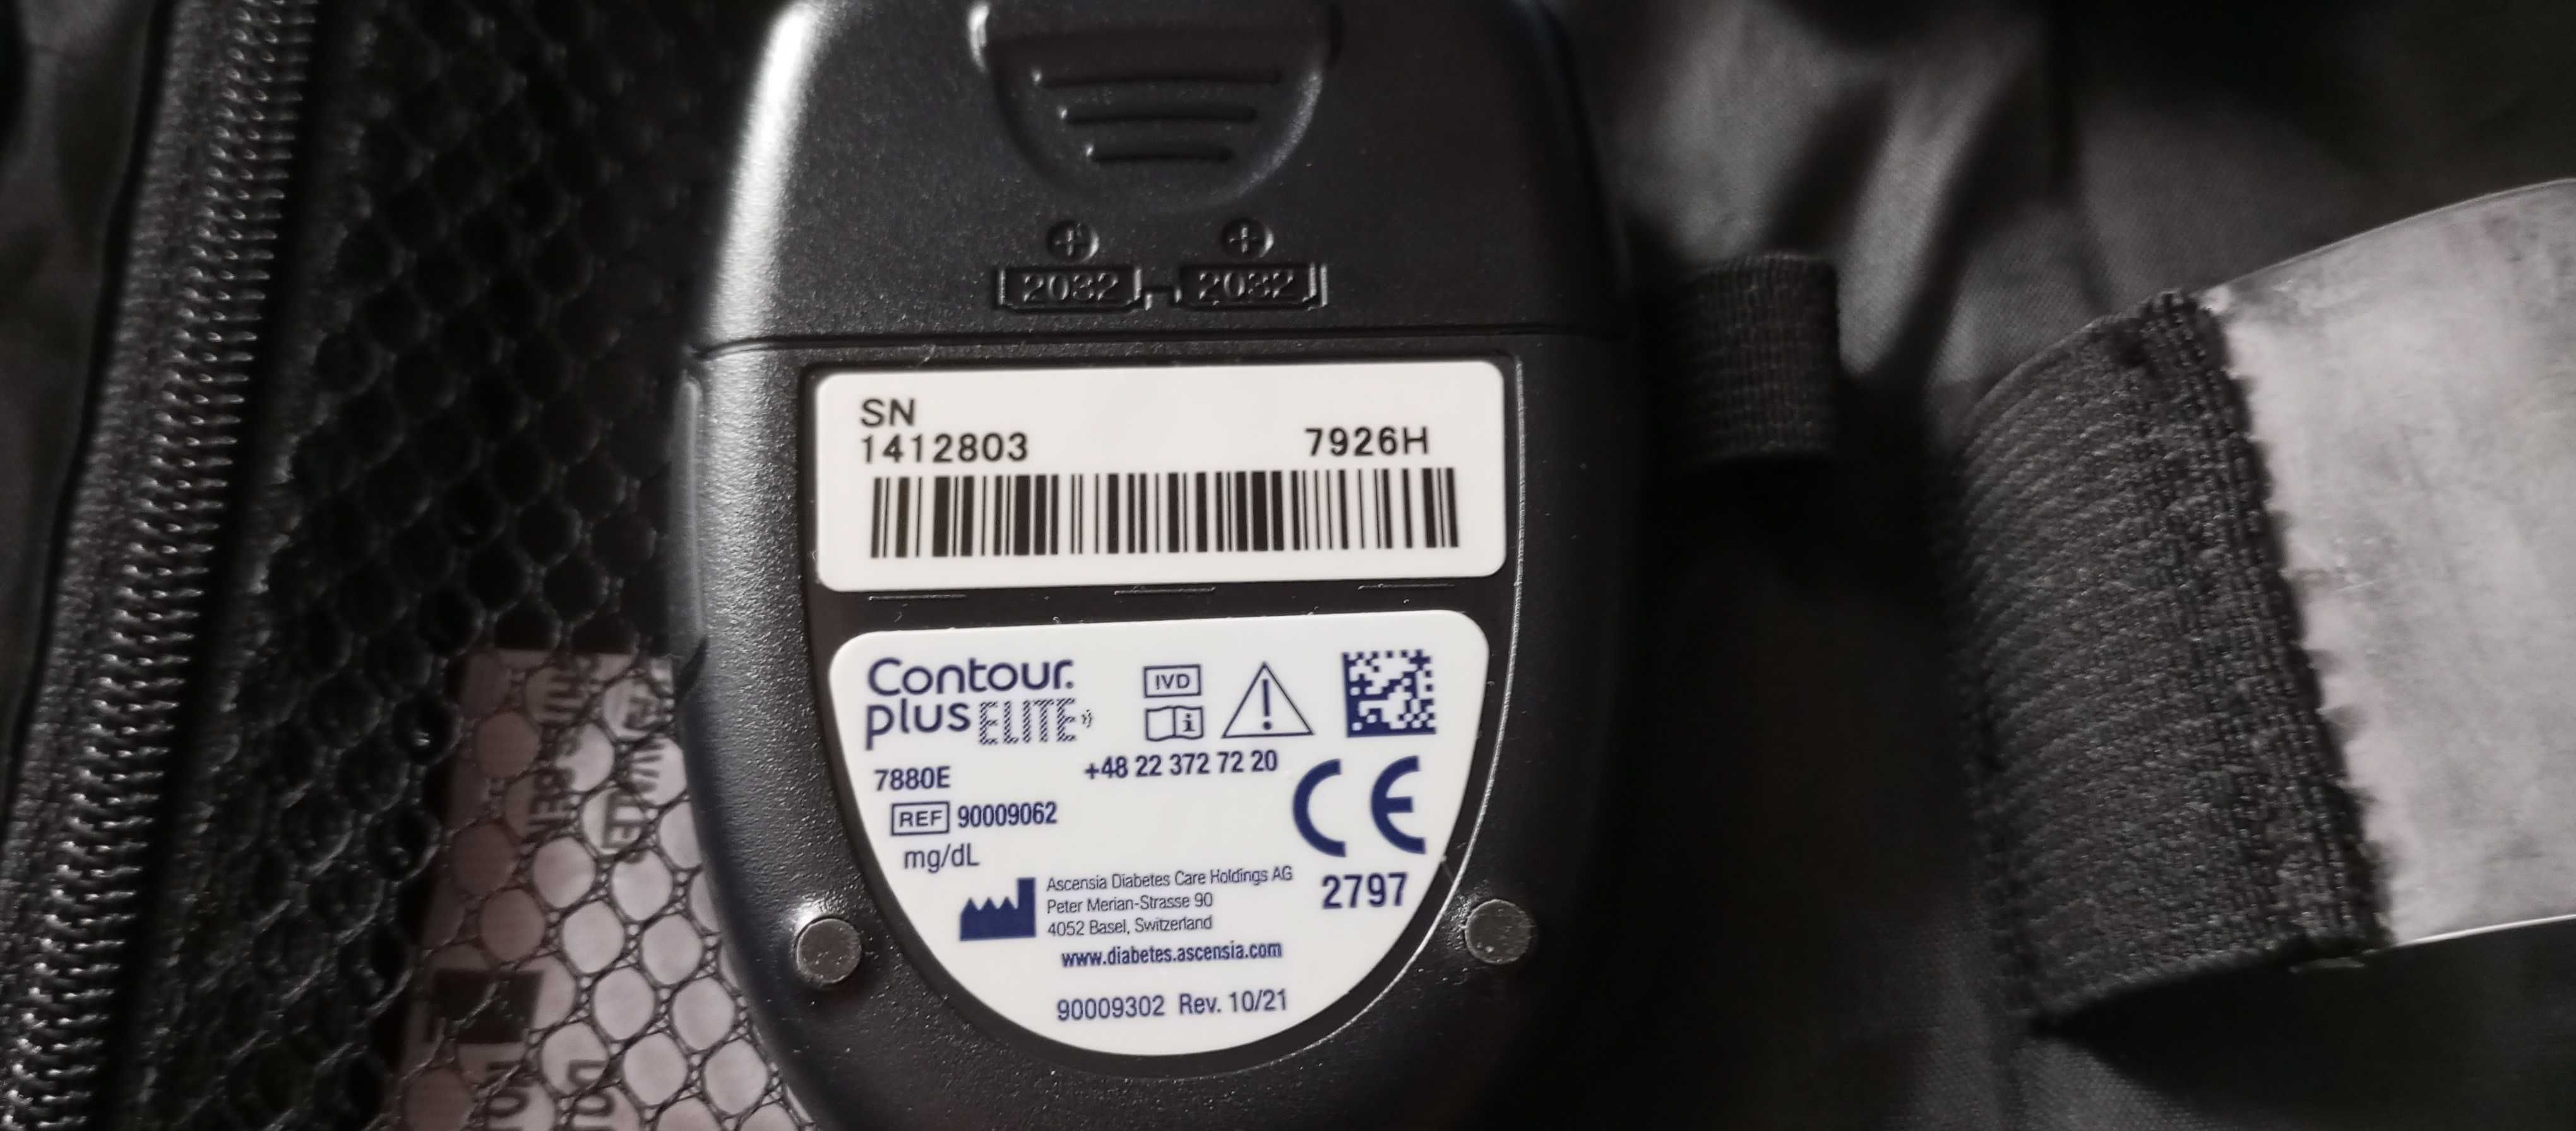 2032 2032
SN
1412803 7926H
Contour.
plus ELITE
IVD
i
7880E
+48 22 372 72 20
REF 90009062
CE
mg/dL
2797
Ascensia Diabetes Care Holdings AG
Peter Merian-Strasse 90
4052 Basel, Switzerland
www.diabetes.ascensia.com
90009302 Rev. 10/21